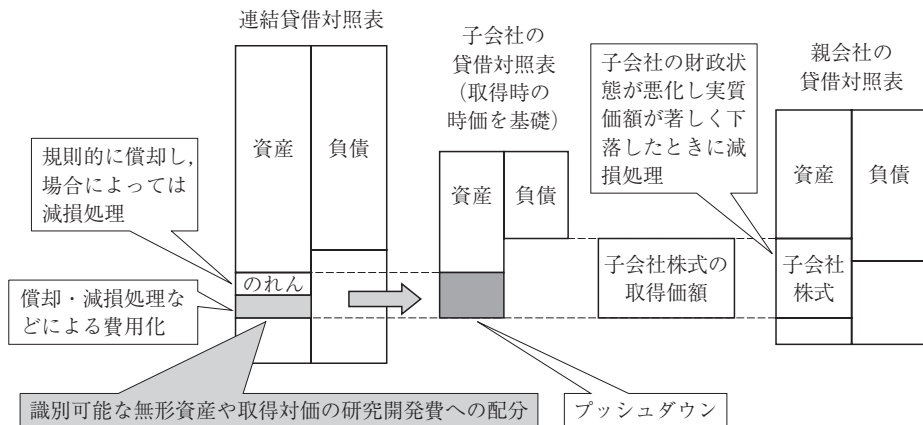 連結貸借対照表
資産
負債
のれん
規則的に償却し,
場合によっては
減損処理
償却・減損処理な
どによる費用化
識別可能な無形資産や取得対価の研究開発費への配分
子会社の
貸借対照表
(取得時の
時価を基礎)
資産
負債
プッシュダウン
子会社の財政状
態が悪化し実質
価額が著しく下
落したときに減
損処理
子会社株式の
取得価額
親会社の
貸借対照表
資産
負債
子会社
株式